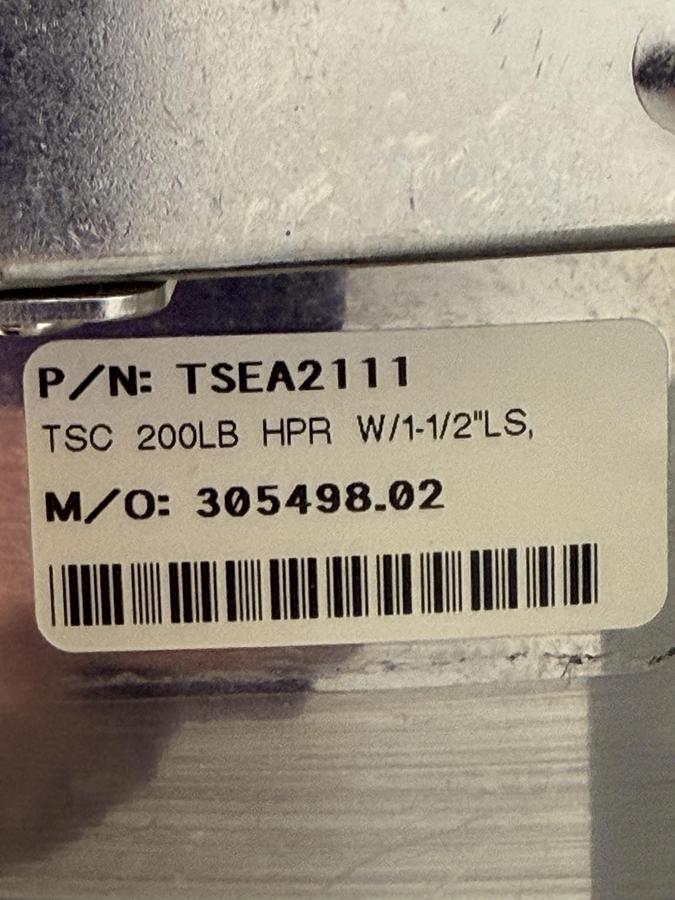 P/N: TSEA2111
TSC 200LB HPR W/1-1/2"LS,
M/O: 305498.02